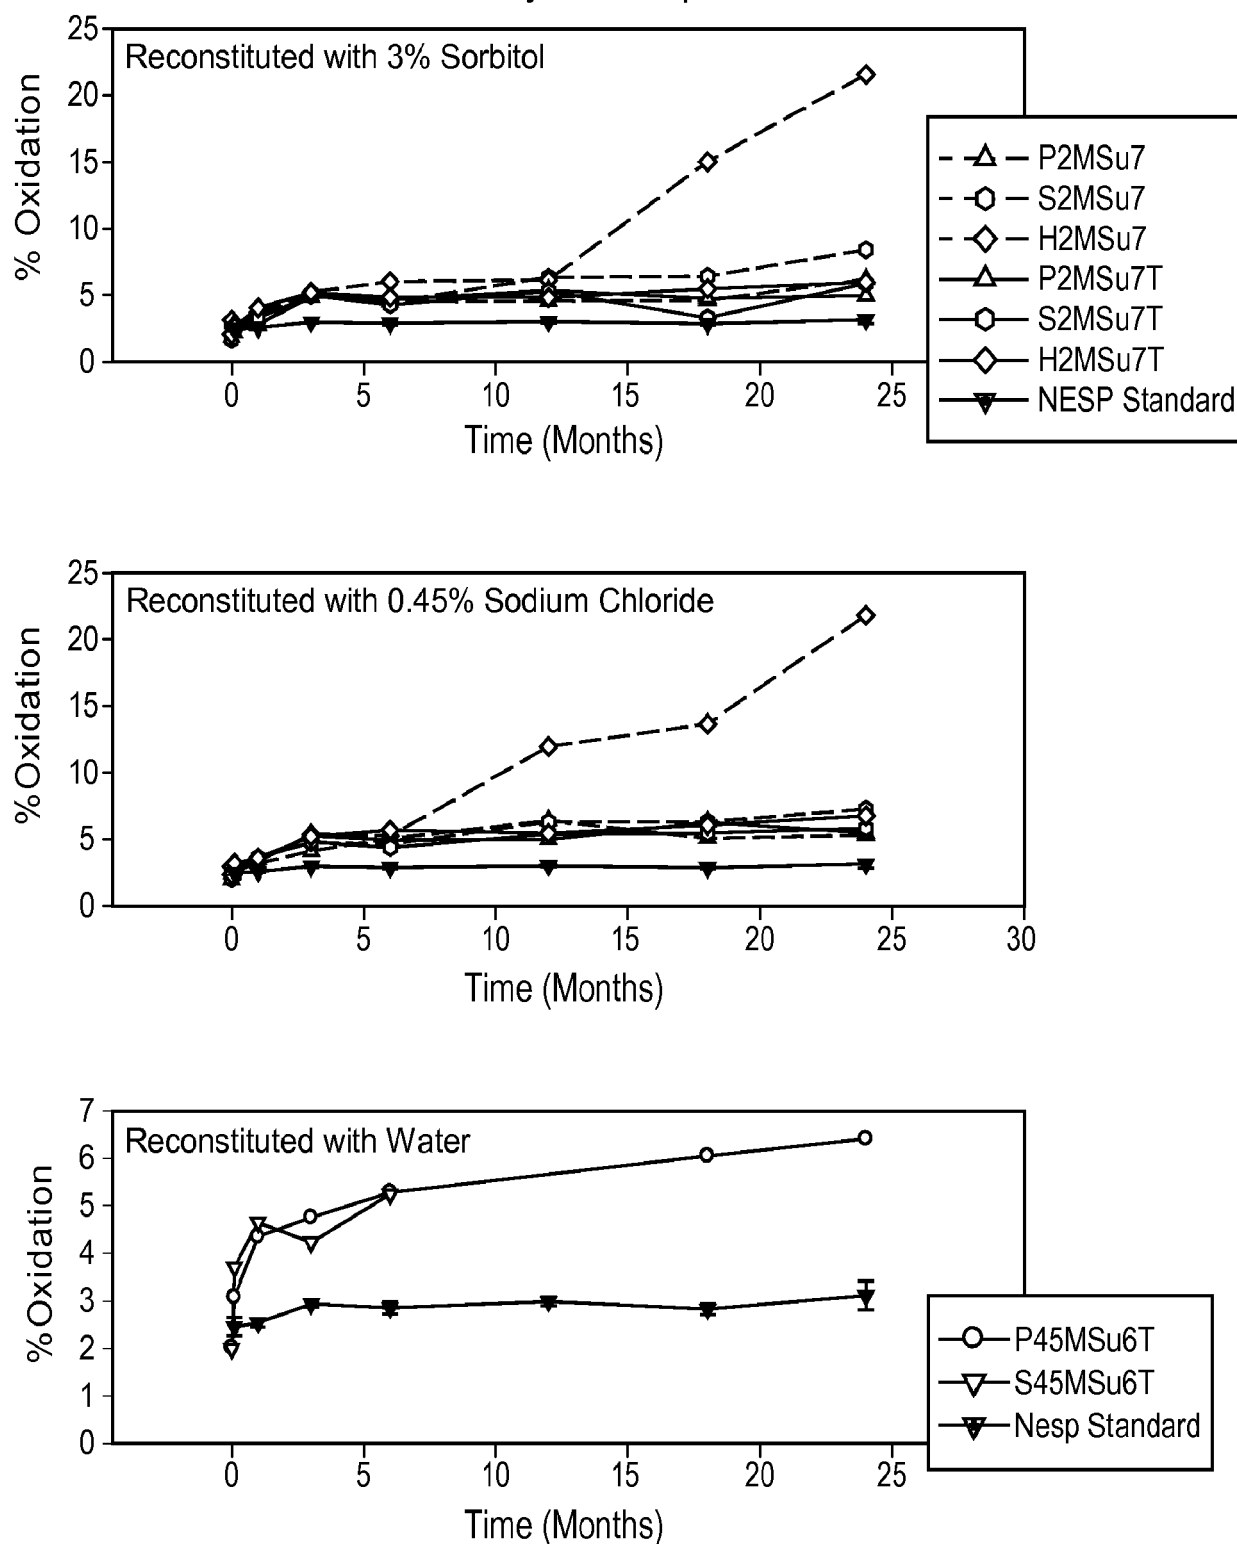 25
Reconstituted with 3% Sorbitol
20
15
10
5
0
% Oxidation
0 5 10 15 20 25
Time (Months)
P2MSu7
S2MSu7
H2MSu7
P2MSu7T
S2MSu7T
H2MSu7T
NESP Standard
25
Reconstituted with 0.45% Sodium Chloride
20
15
10
5
0
%Oxidation
0 5 10 15 20 25 30
Time (Months)
7
Reconstituted with Water
6
5
4
3
2
1
0
%Oxidation
0 5 10 15 20 25
Time (Months)
P45MSu6T
S45MSu6T
Nesp Standard